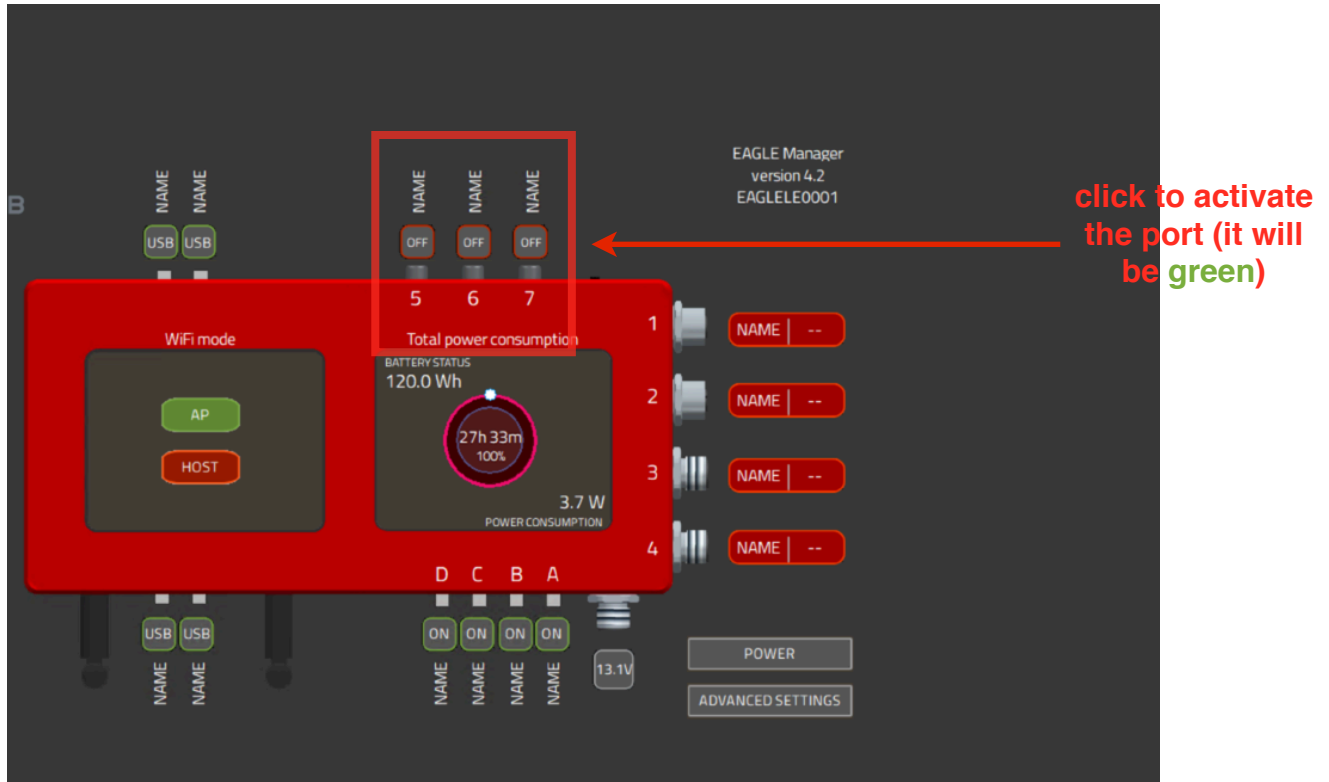 EAGLE Manager
version 4.2
EAGLELE0001
click to activate
the port (it will
be green)
B
NAME
NAME
NAME
NAME
NAME
USB
USB
OFF
OFF
OFF
5
6
7
WiFi mode
AP
HOST
Total power consumption
BATTERY STATUS
120.0 Wh
27h 33m
100%
3.7 W
POWER CONSUMPTION
1
NAME --
2
NAME --
3
NAME --
4
NAME --
D
C
B
A
USB
USB
ON
ON
ON
ON
NAME
NAME
NAME
NAME
NAME
NAME
13.1V
POWER
ADVANCED SETTINGS